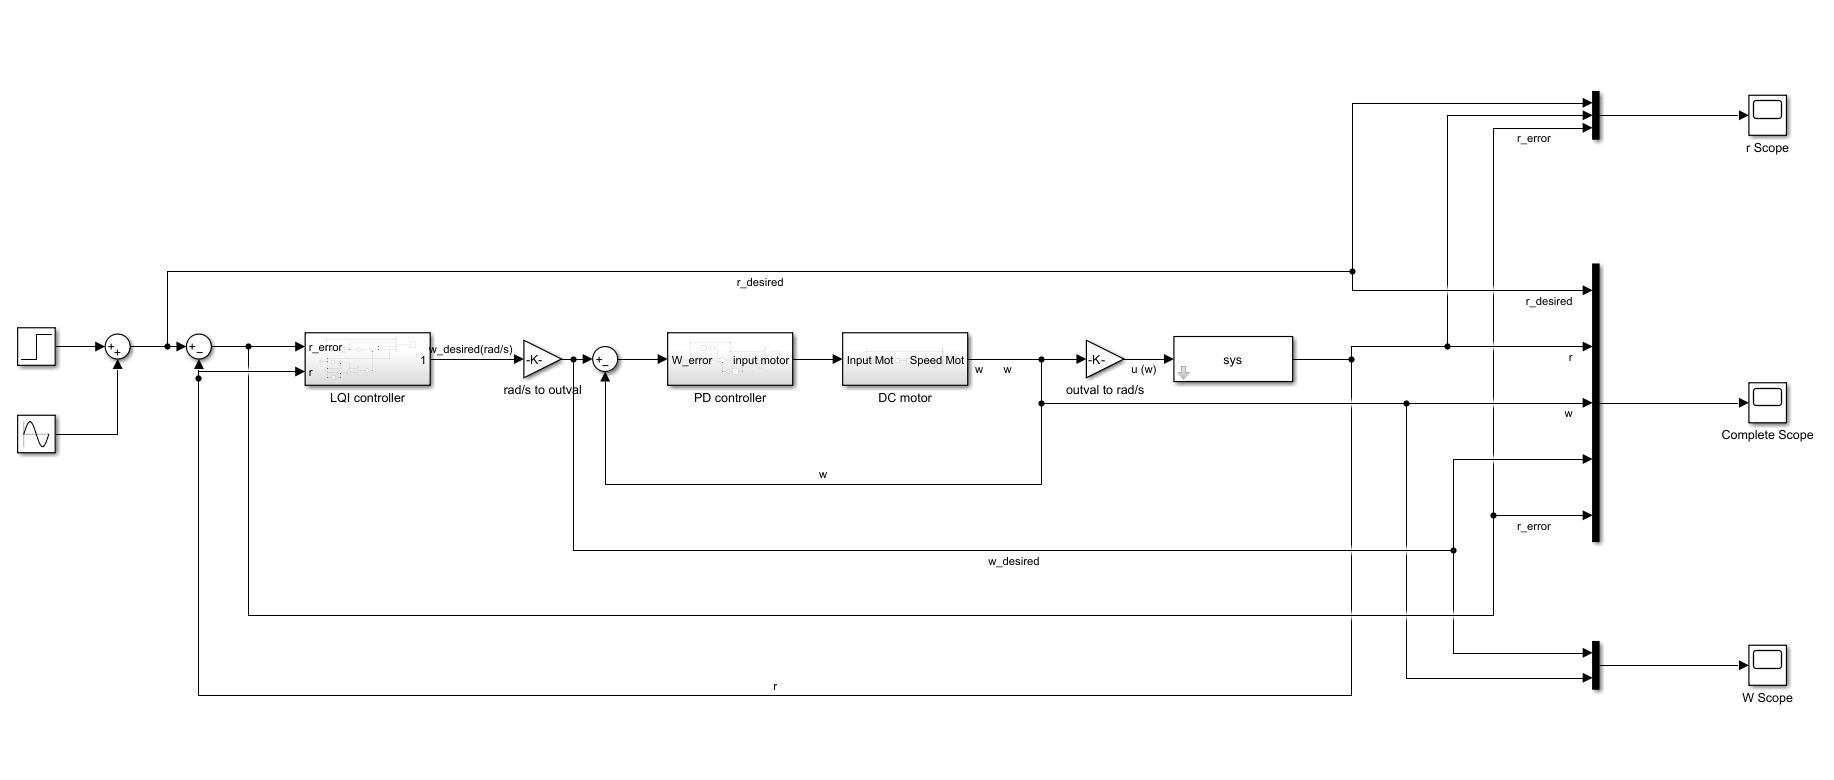 r_error
r Scope
r_desired
r_desired
r_error
r
LQI controller
w_desired(rad/s)
1
-K-
rad/s to outval
W_error
input motor
PD controller
Input Mot
Speed Mot
DC motor
w
w
-K-
outval to rad/s
u (w)
sys
r
w
Complete Scope
w
r_error
w_desired
r
W Scope